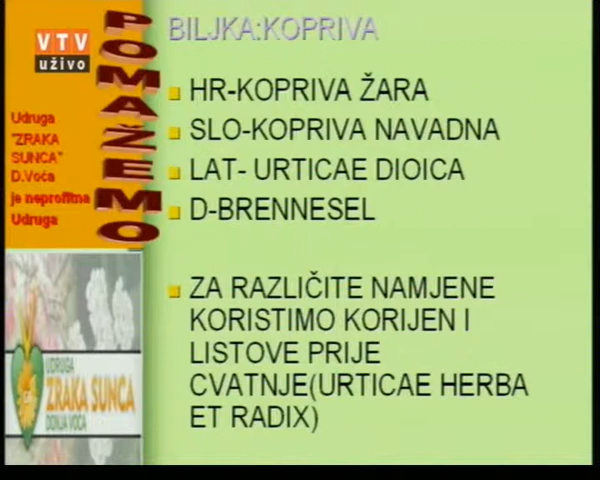 VTV
uživo
POMAŽEMO
Udruga
"ZRAKA
SUNCA"
D.Voća
je neprofitna
Udruga
UDRUGA
ZRAKA SUNCA
DONJA VOĆA
BILJKA:KOPRIVA
HR-KOPRIVA ŽARA
SLO-KOPRIVA NAVADNA
LAT- URTICAE DIOICA
D-BRENNESEL
ZA RAZLIČITE NAMJENE
KORISTIMO KORIJEN I
LISTOVE PRIJE
CVATNJE(URTICAE HERBA
ET RADIX)